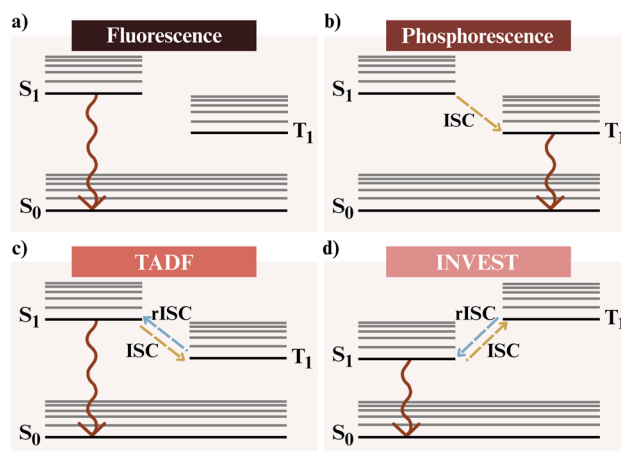 a) Fluorescence
S1
T1
S0
b) Phosphorescence
S1
ISC
T1
S0
c) TADF
S1
rISC
ISC
T1
S0
d) INVEST
T1
rISC
S1
ISC
S0